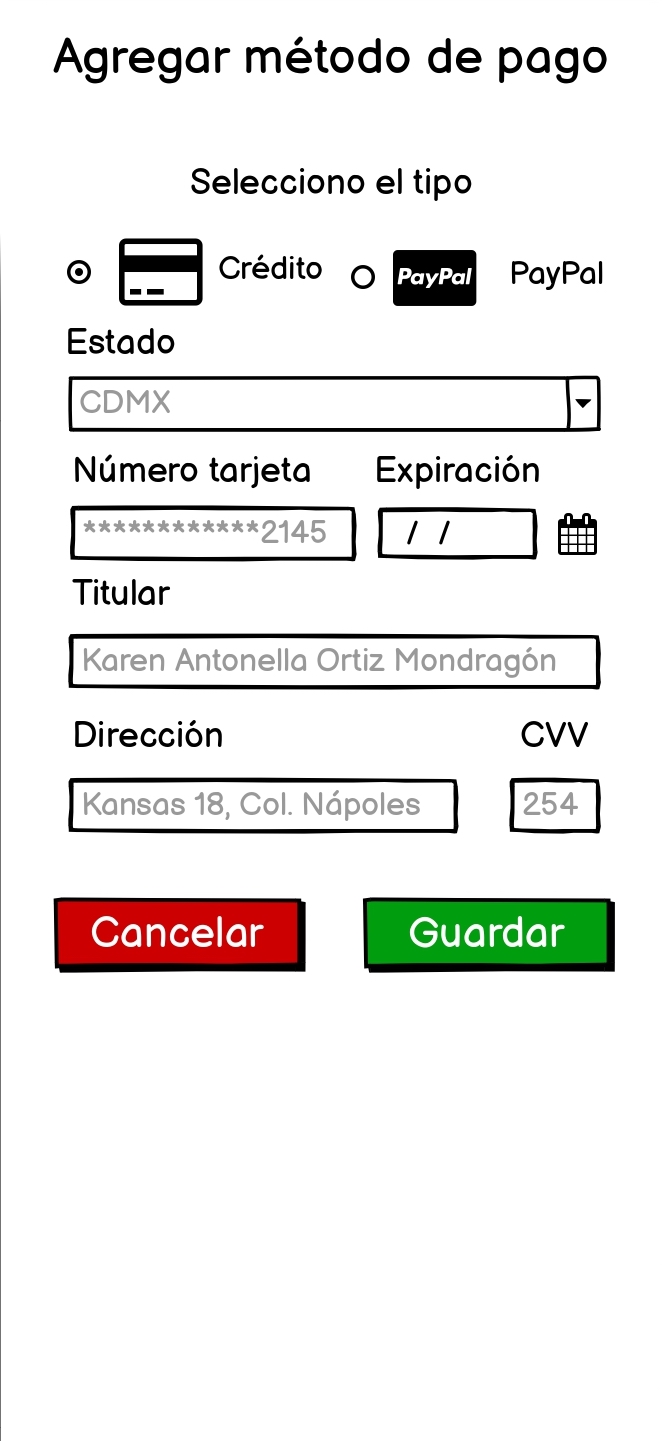 Agregar método de pago
Selecciono el tipo
Crédito PayPal PayPal
Estado
CDMX
Número tarjeta Expiración
************2145 / /
Titular
Karen Antonella Ortiz Mondragón
Dirección CVV
Kansas 18, Col. Nápoles 254
Cancelar Guardar